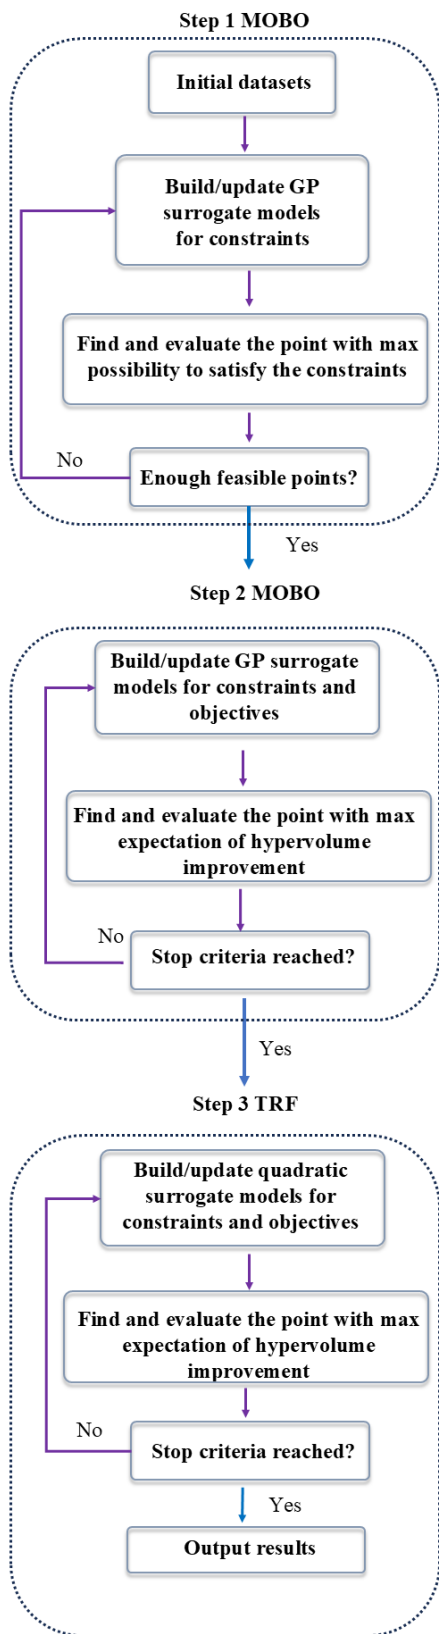 Step 1 MOBO
Initial datasets
Build/update GP
surrogate models
for constraints
Find and evaluate the point with max
possibility to satisfy the constraints
No
Enough feasible points?
Yes
Step 2 MOBO
Build/update GP surrogate
models for constraints and
objectives
Find and evaluate the point with max
expectation of hypervolume
improvement
No
Stop criteria reached?
Yes
Step 3 TRF
Build/update quadratic
surrogate models for
constraints and objectives
Find and evaluate the point with max
expectation of hypervolume
improvement
No
Stop criteria reached?
Yes
Output results